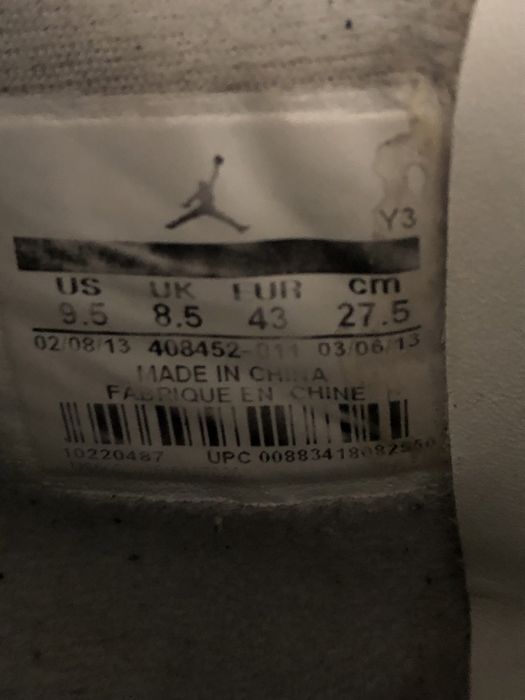 Y3
US UK EUR cm
9.5 8.5 43 27.5
02/08/13 408452-011 03/06/13
MADE IN CHINA
FABRIQUE EN CHINE
10220487 UPC